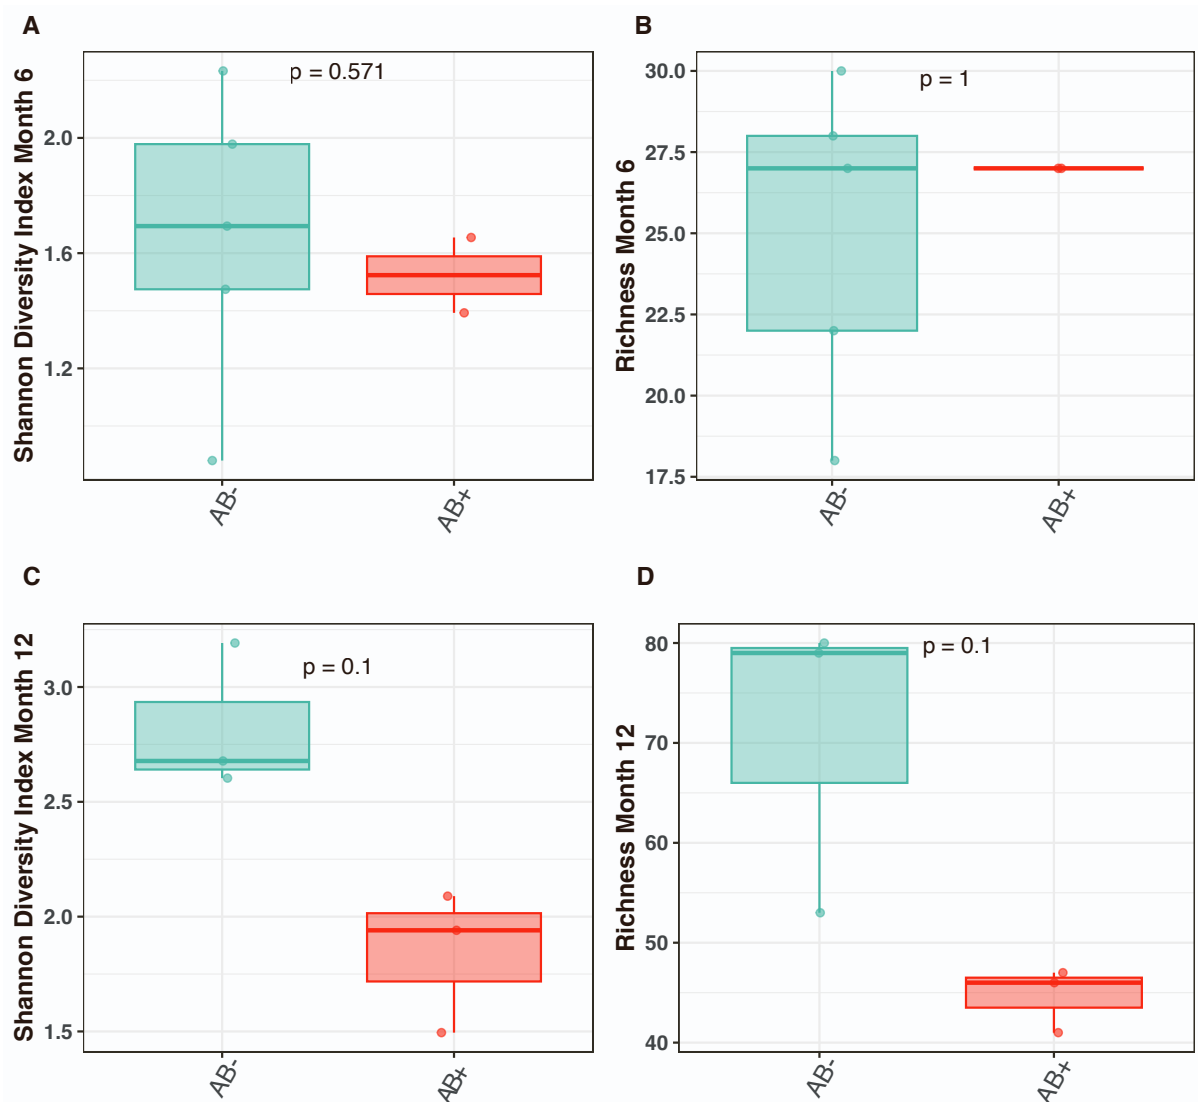 A
Shannon Diversity Index Month 6
2.0
1.6
1.2
p = 0.571
AB-
AB+
B
Richness Month 6
30.0
27.5
25.0
22.5
20.0
17.5
p = 1
AB-
AB+
C
Shannon Diversity Index Month 12
3.0
2.5
2.0
1.5
p = 0.1
AB-
AB+
D
Richness Month 12
80
70
60
50
40
p = 0.1
AB-
AB+